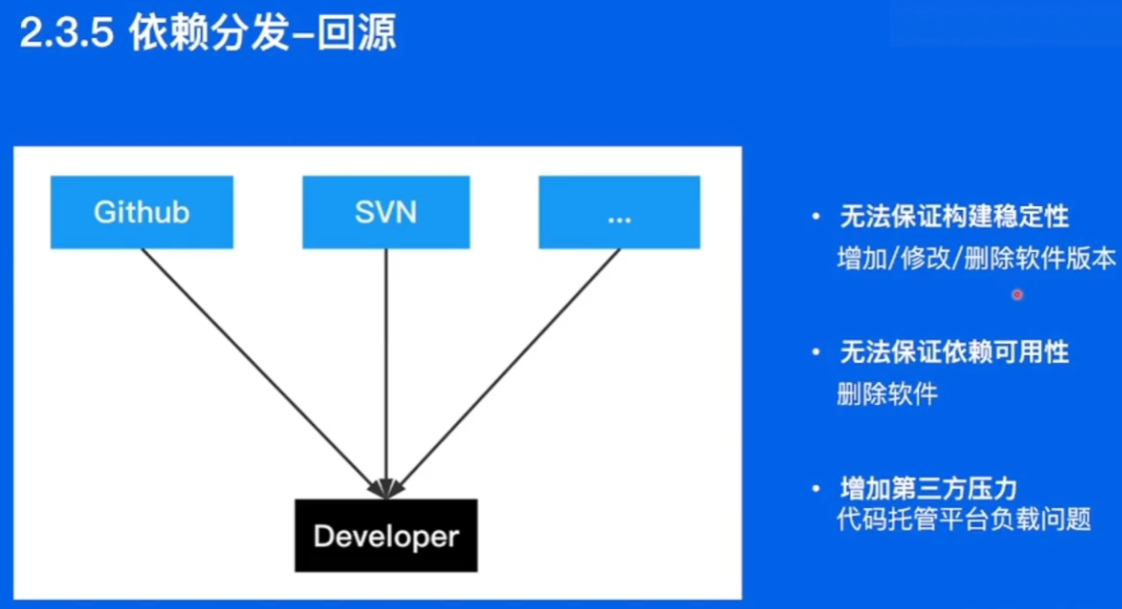 2.3.5 依赖分发-回源
Github
SVN
...
Developer
• 无法保证构建稳定性
增加/修改/删除软件版本
• 无法保证依赖可用性
删除软件
• 增加第三方压力
代码托管平台负载问题